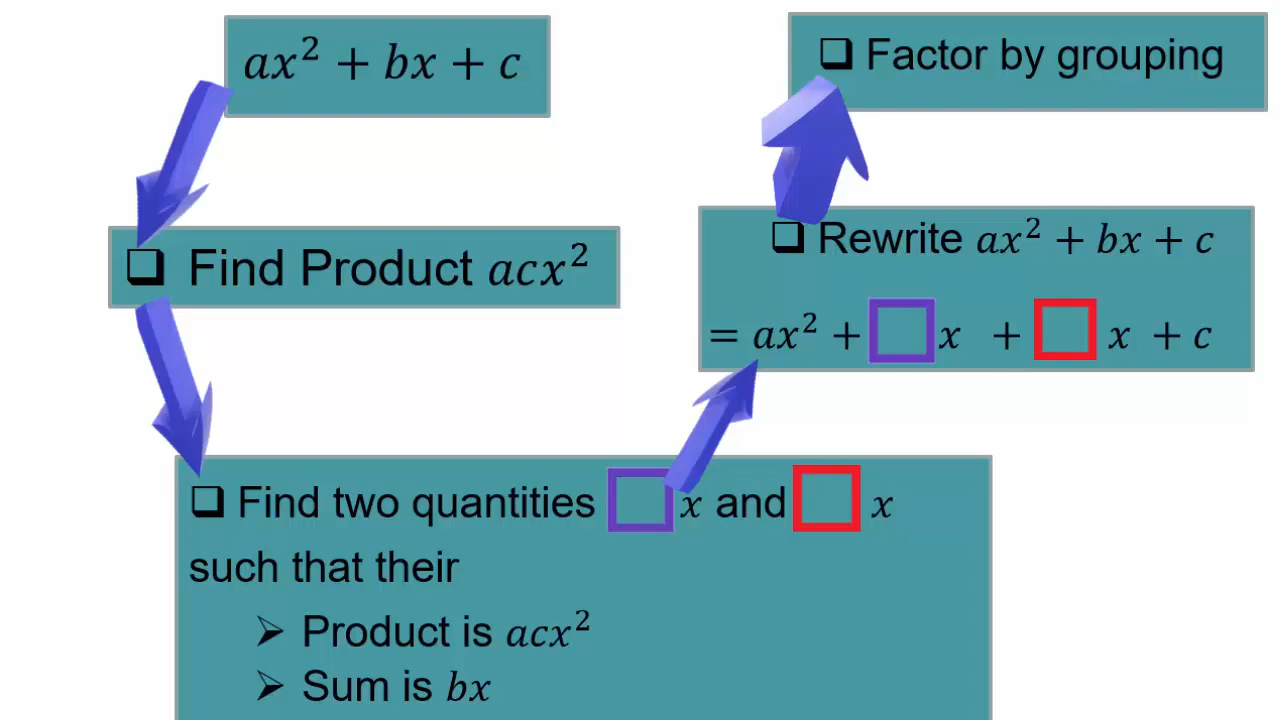 ax² + bx + c
❑ Find Product acx²
❑ Find two quantities □x and □ x
such that their
➢ Product is acx²
➢ Sum is bx
❑ Rewrite ax² + bx + c
= ax² + □x + □ x + c
❑ Factor by grouping